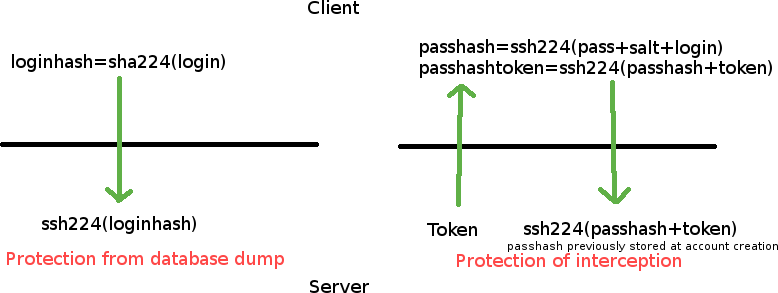 Client
loginhash=sha224(login)
passhash=ssh224(pass+salt+login)
passhashtoken=ssh224(passhash+token)
ssh224(loginhash)
Protection from database dump
Token
ssh224(passhash+token)
passhash previously stored at account creation
Protection of interception
Server